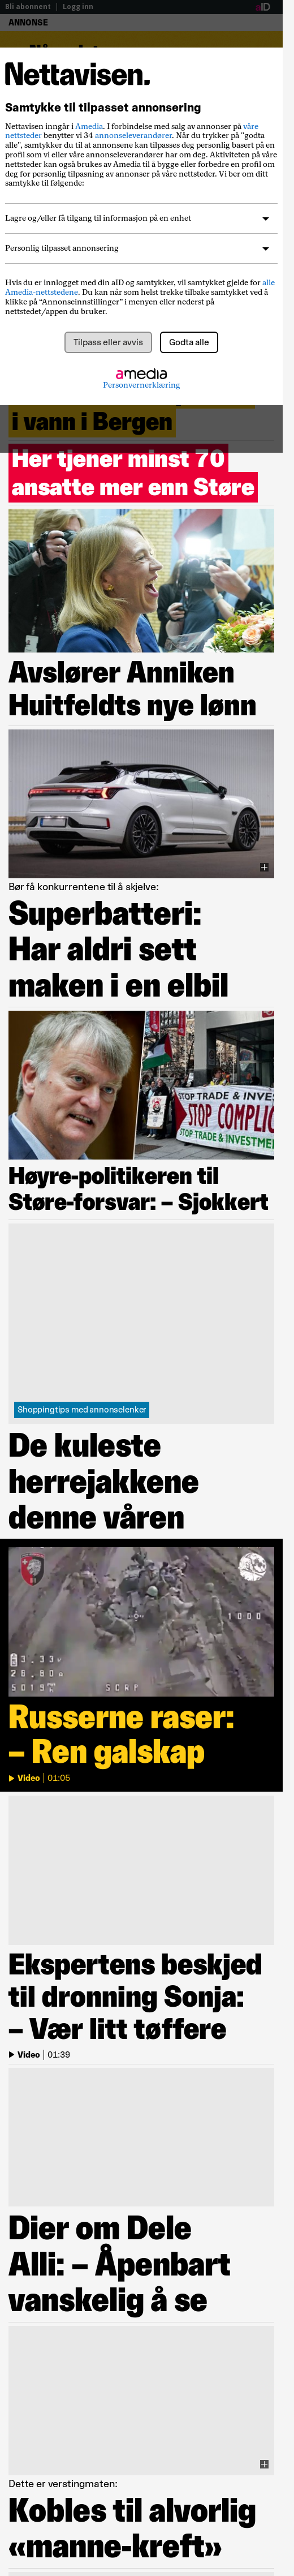 Bli abonnent | Logg inn
aID
ANNONSE
Nettavisen.
Samtykke til tilpasset annonsering
Nettavisen inngår i Amedia. I forbindelse med salg av annonser på våre
nettsteder benytter vi 34 annonseleverandører. Når du trykker på "godta
alle", samtykker du til at annonsene kan tilpasses deg personlig basert på en
profil som vi eller våre annonseleverandører har om deg. Aktiviteten på våre
nettsteder kan også brukes av Amedia til å bygge eller forbedre en profil om
deg for personlig tilpasning av annonser på våre nettsteder. Vi ber om ditt
samtykke til følgende:
Lagre og/eller få tilgang til informasjon på en enhet
Personlig tilpasset annonsering
Hvis du er innlogget med din aID og samtykker, vil samtykket gjelde for alle
Amedia-nettstedene. Du kan når som helst trekke tilbake samtykket ved å
klikke på “Annonseinnstillinger” i menyen eller nederst på
nettstedet/appen du bruker.
Tilpass eller avvis
Godta alle
amedia
Personvernerklæring
i vann i Bergen
Her tjener minst 70
ansatte mer enn Støre
Avslører Anniken
Huitfeldts nye lønn
Bør få konkurrentene til å skjelve:
Superbatteri:
Har aldri sett
maken i en elbil
TRADE & INVESTM
STOP COMPLIC
STOP TRADE & INVESTMEN
Høyre-politikeren til
Støre-forsvar: – Sjokkert
Shoppingtips med annonselenker
De kuleste
herrejakkene
denne våren
1000
SCRF
Russerne raser:
– Ren galskap
Video | 01:05
Ekspertens beskjed
til dronning Sonja:
– Vær litt tøffere
Video | 01:39
Dier om Dele
Alli: – Åpenbart
vanskelig å se
Dette er verstingmaten:
Kobles til alvorlig
«manne-kreft»